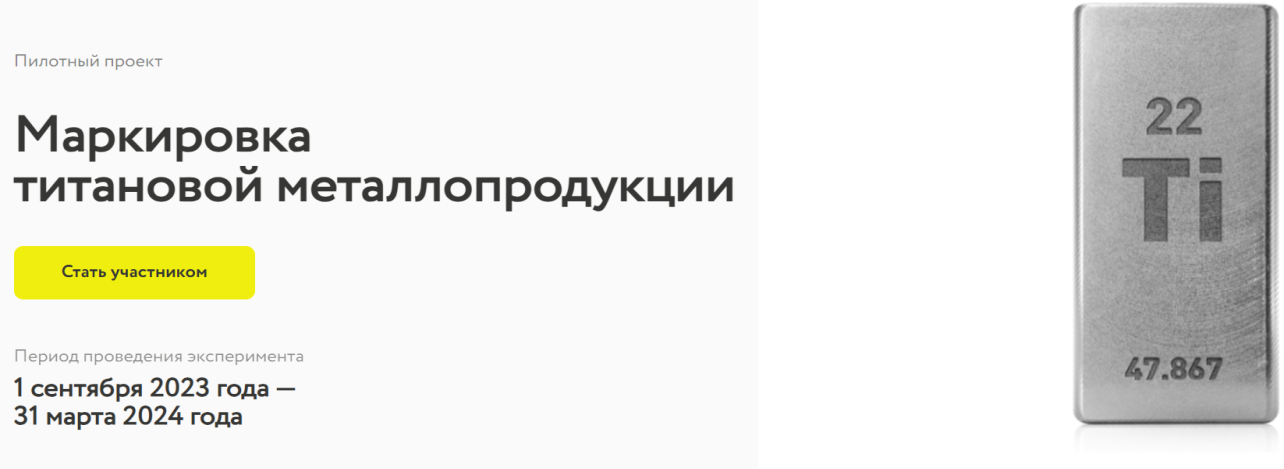 Пилотный проект
Маркировка
титановой металлопродукции
Стать участником
Период проведения эксперимента
1 сентября 2023 года —
31 марта 2024 года
22
Ti
47.867